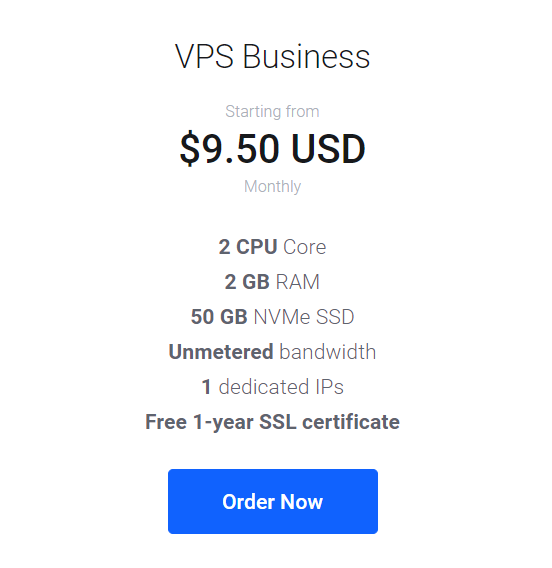 VPS Business
Starting from
$9.50 USD
Monthly
2 CPU Core
2 GB RAM
50 GB NVMe SSD
Unmetered bandwidth
1 dedicated IPs
Free 1-year SSL certificate
Order Now